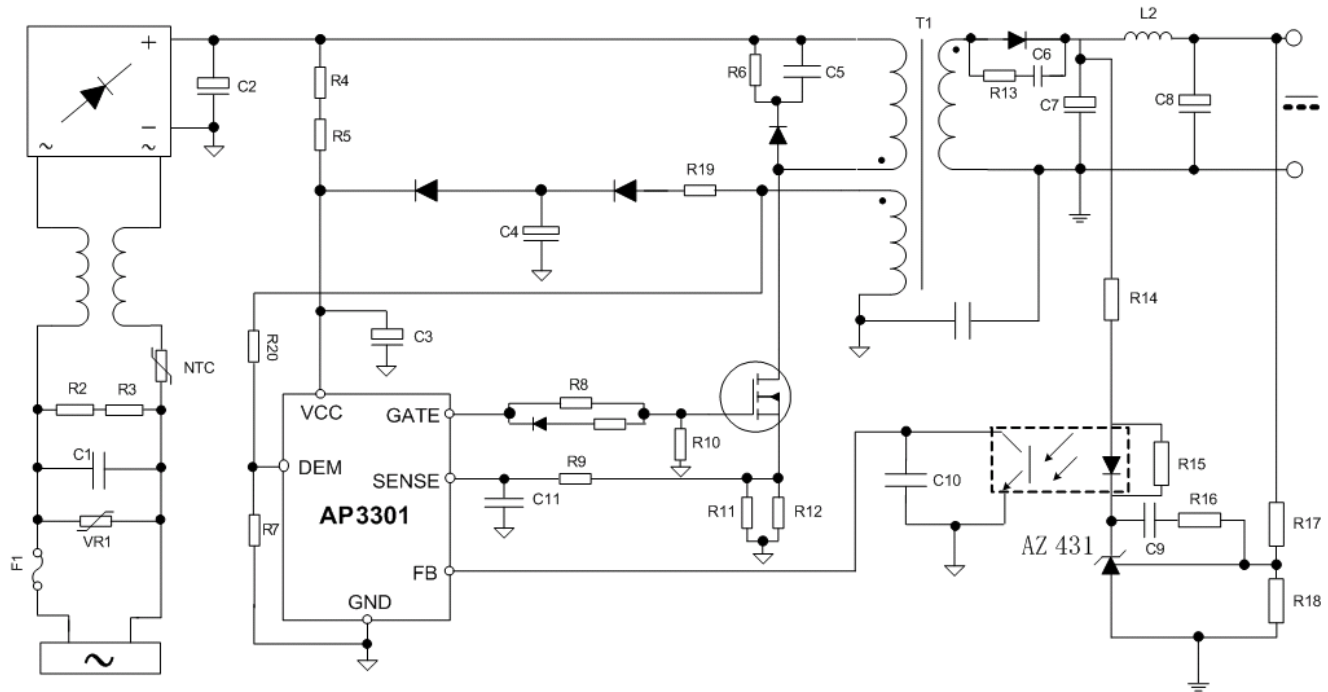 T1
L2
+
C2
R4
R6
C5
C6
R13
C7
C8
−
~ ~
R5
R19
C4
R14
R20
C3
NTC
R2 R3
VCC
GATE
R8
R10
C1
DEM
SENSE
R9
C11
R11
R12
C10
R15
R16
C9
R17
AP3301
VR1
R7
F1
FB
AZ 431
R18
GND
~